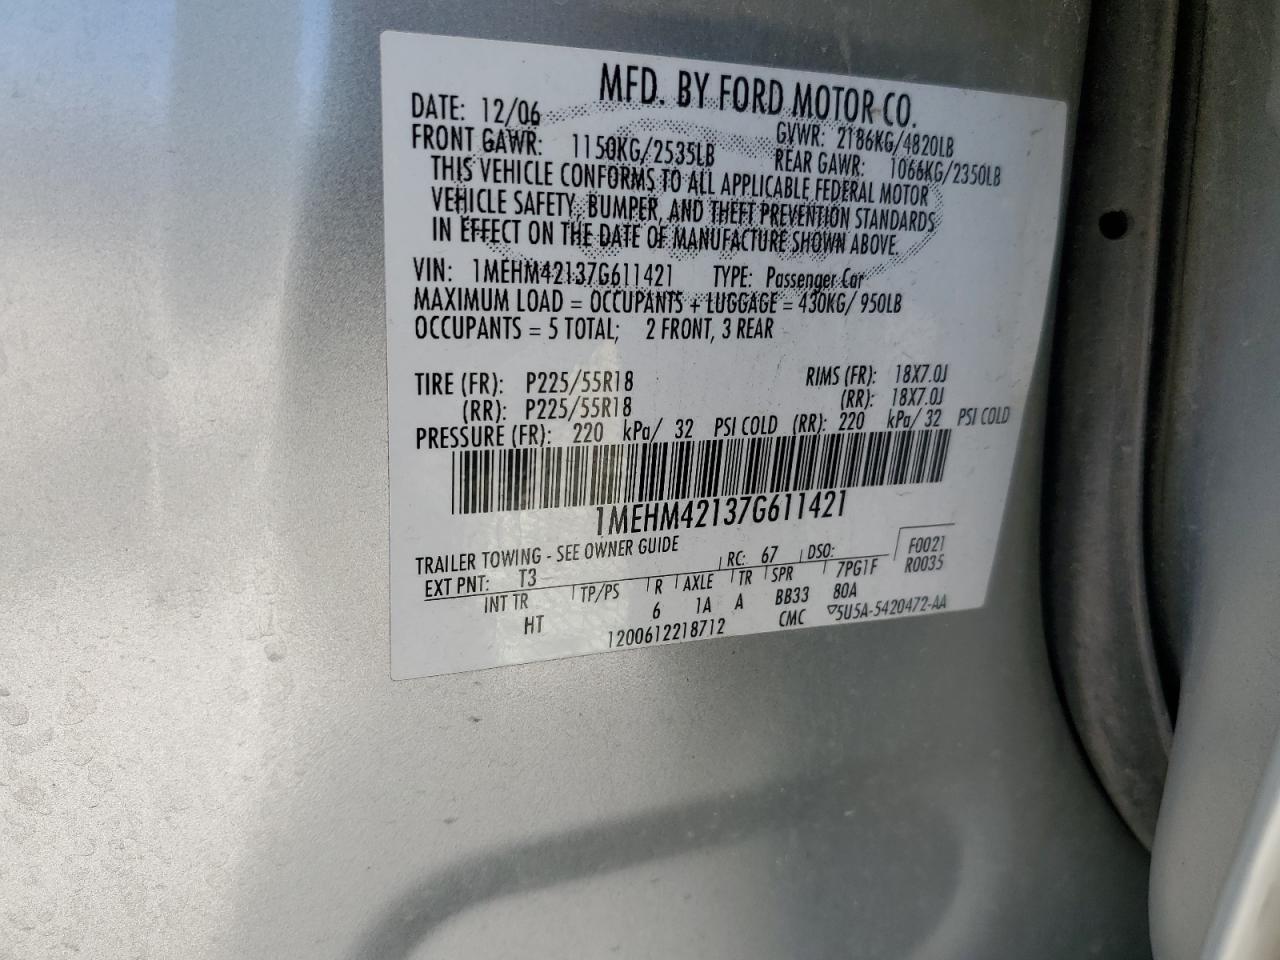 MFD. BY FORD MOTOR CO.
DATE: 12/06 GVWR: 2186KG/4820LB
FRONT GAWR: 1150KG/2535LB REAR GAWR: 1066KG/2350LB
THIS VEHICLE CONFORMS TO ALL APPLICABLE FEDERAL MOTOR
VEHICLE SAFETY, BUMPER, AND THEFT PREVENTION STANDARDS
IN EFFECT ON THE DATE OF MANUFACTURE SHOWN ABOVE.
VIN: 1MEHM42137G611421 TYPE: Passenger Car
MAXIMUM LOAD = OCCUPANTS + LUGGAGE = 430KG/ 950LB
OCCUPANTS = 5 TOTAL; 2 FRONT, 3 REAR
TIRE (FR): P225/55R18 RIMS (FR): 18X7.0J
(RR): P225/55R18 (RR): 18X7.0J
PRESSURE (FR): 220 kPa/ 32 PSI COLD (RR): 220 kPa/ 32 PSI COLD
1MEHM42137G611421
TRAILER TOWING - SEE OWNER GUIDE
EXT PNT: T3 RC: 67 DSO: F0021
INT TR TP/PS R AXLE TR SPR 7PG1F R0035
HT 6 1A A BB33 80A
1200612218712 CMC ▽5U5A-5420472-AA